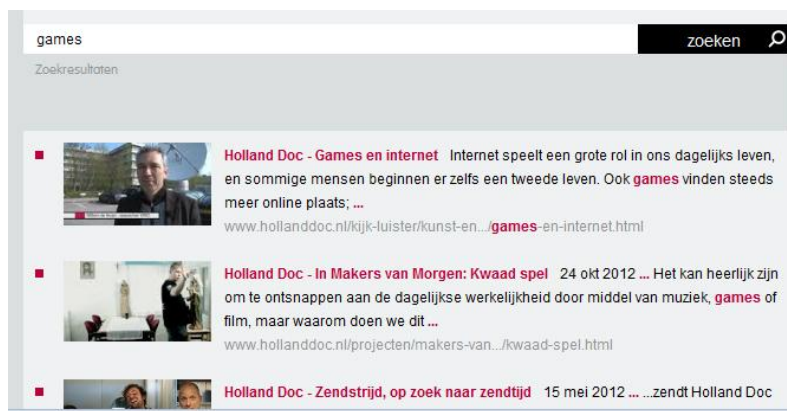 games
zoeken
Zoekresultaten
Holland Doc - Games en internet Internet speelt een grote rol in ons dagelijks leven,
en sommige mensen beginnen er zelfs een tweede leven. Ook games vinden steeds
meer online plaats; ...
www.hollanddoc.nl/kijk-luister/kunst-en.../games-en-internet.html
Holland Doc - In Makers van Morgen: Kwaad spel 24 okt 2012 ... Het kan heerlijk zijn
om te ontsnappen aan de dagelijkse werkelijkheid door middel van muziek, games of
film, maar waarom doen we dit ...
www.hollanddoc.nl/projecten/makers-van.../kwaad-spel.html
Holland Doc - Zendstrijd, op zoek naar zendtijd 15 mei 2012 ... ...zendt Holland Doc